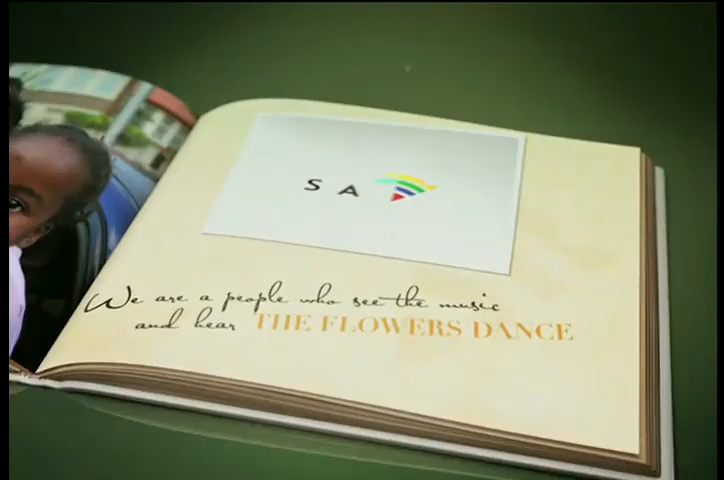 S A
We are a people who see the music
and hear THE FLOWERS DANCE